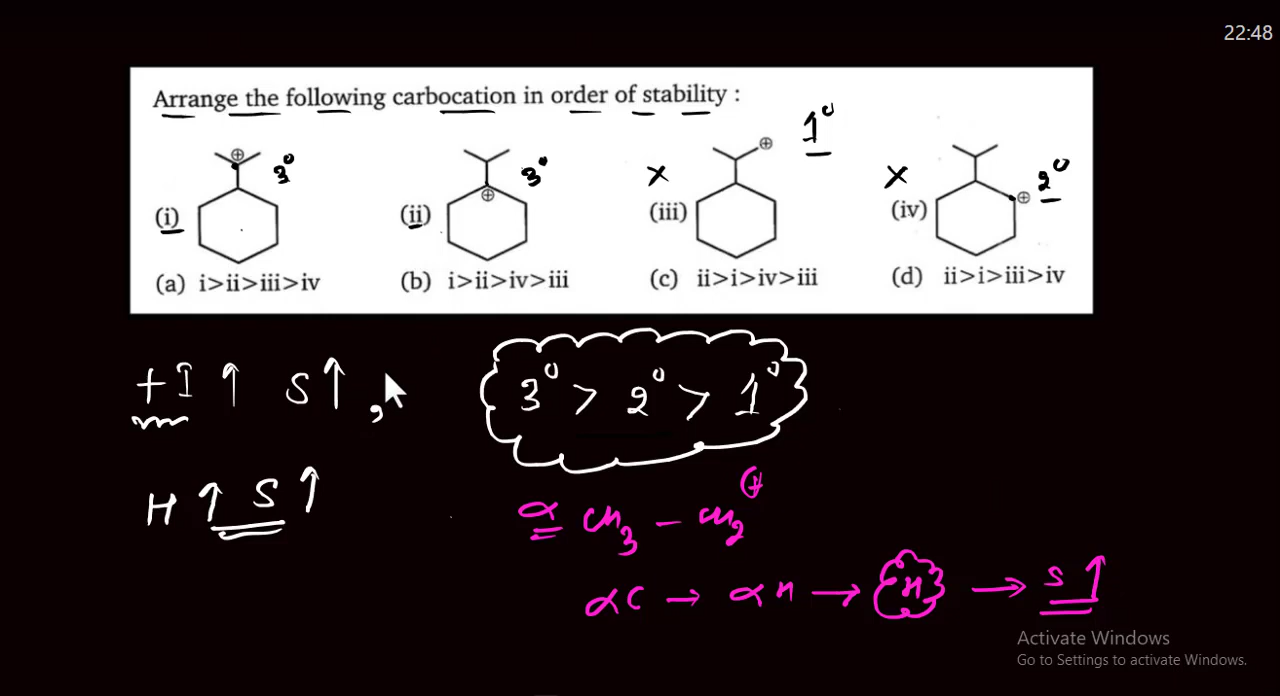 22:48
Arrange the following carbocation in order of stability :
⊕ 3° ⊕ 3° × ⊕ 1° × ⊕ 2°
(i) (ii) (iii) (iv)
(a) i>ii>iii>iv (b) i>ii>iv>iii (c) ii>i>iv>iii (d) ii>i>iii>iv
+I ↑ S ↑ , 3° > 2° > 1°
H ↑ S ↑
α CH3 – CH2 ⊕
αC → αH → H → S ↑
Activate Windows
Go to Settings to activate Windows.